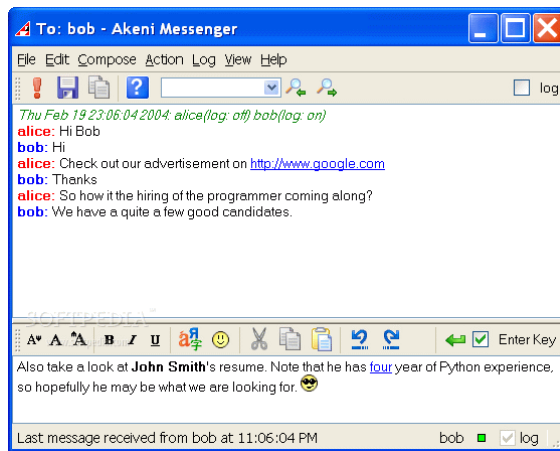 To: bob - Akeni Messenger
File Edit Compose Action Log View Help
log
Thu Feb 19 23:06:04 2004: alice(log: off) bob(log: on)
alice: Hi Bob
bob: Hi
alice: Check out our advertisement on http://www.google.com
bob: Thanks
alice: So how it the hiring of the programmer coming along?
bob: We have a quite a few good candidates.
SOFTPEDIA
A A A B I U Enter Key
Also take a look at John Smith's resume. Note that he has four year of Python experience,
so hopefully he may be what we are looking for.
Last message received from bob at 11:06:04 PM bob log